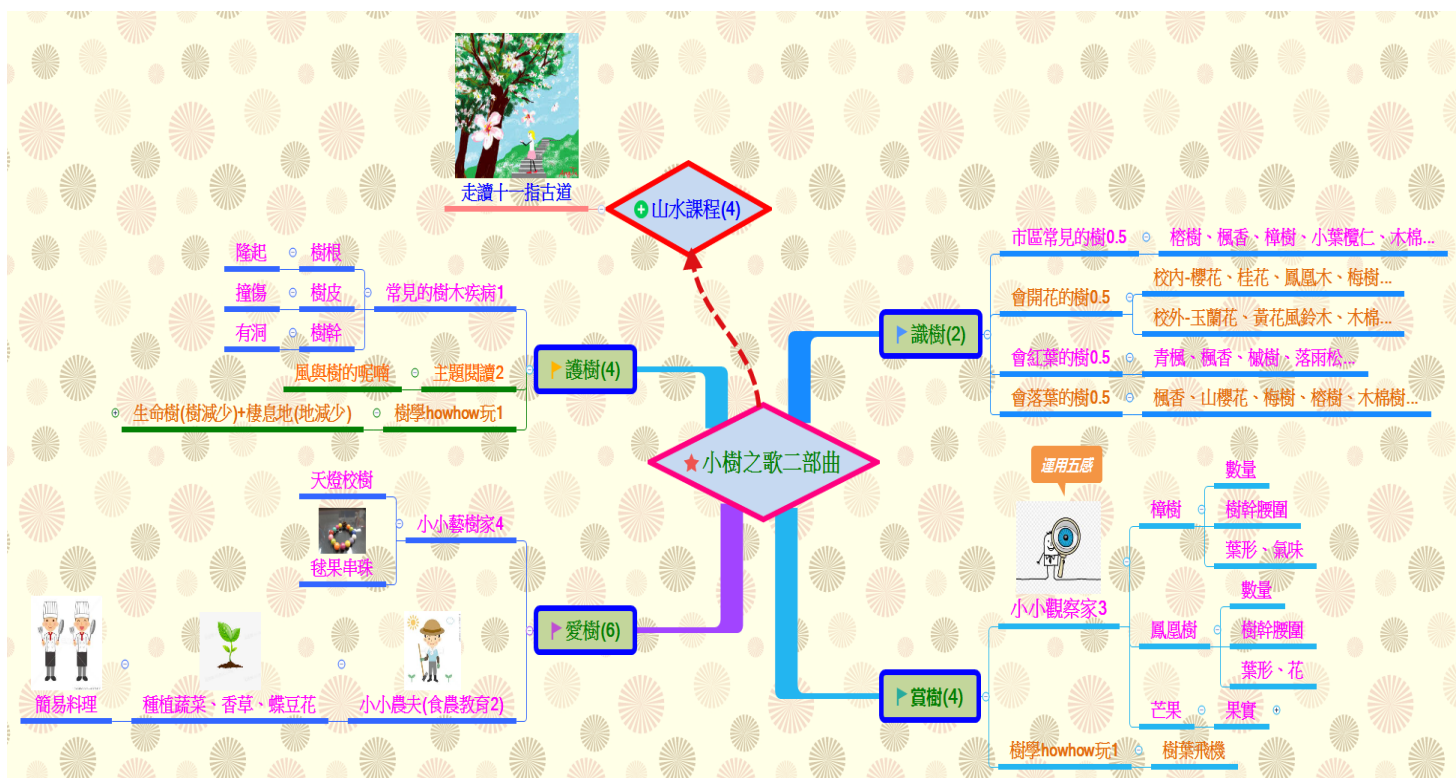 走讀十一指古道
山水課程(4)
小樹之歌二部曲
識樹(2)
市區常見的樹0.5
榕樹、楓香、樟樹、小葉欖仁、木棉...
會開花的樹0.5
校內-櫻花、桂花、鳳凰木、梅樹...
校外-玉蘭花、黃花風鈴木、木棉...
會紅葉的樹0.5
青楓、楓香、槭樹、落雨松...
會落葉的樹0.5
楓香、山櫻花、梅樹、榕樹、木棉樹...
賞樹(4)
運用五感
小小觀察家3
樟樹
數量
樹幹腰圍
葉形、氣味
鳳凰樹
數量
樹幹腰圍
葉形、花
芒果
果實
樹學howhow玩1
樹葉飛機
護樹(4)
常見的樹木疾病1
樹根
隆起
樹皮
撞傷
樹幹
有洞
主題閱讀2
風與樹的呢喃
樹學howhow玩1
生命樹(樹減少)+棲息地(地減少)
愛樹(6)
小小藝樹家4
天燈校樹
毬果串珠
小小農夫(食農教育2)
種植蔬菜、香草、蝶豆花
簡易料理